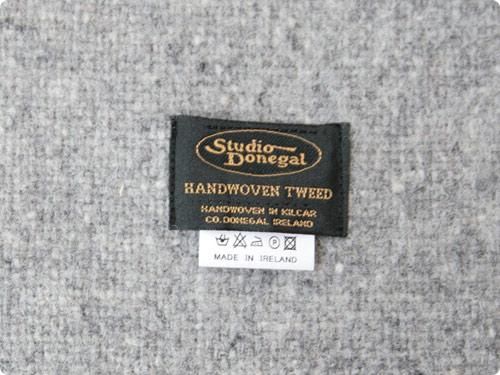 Studio
Donegal
HANDWOVEN TWEED
HANDWOVEN IN KILCAR
CO.DONEGAL IRELAND
P
MADE IN IRELAND